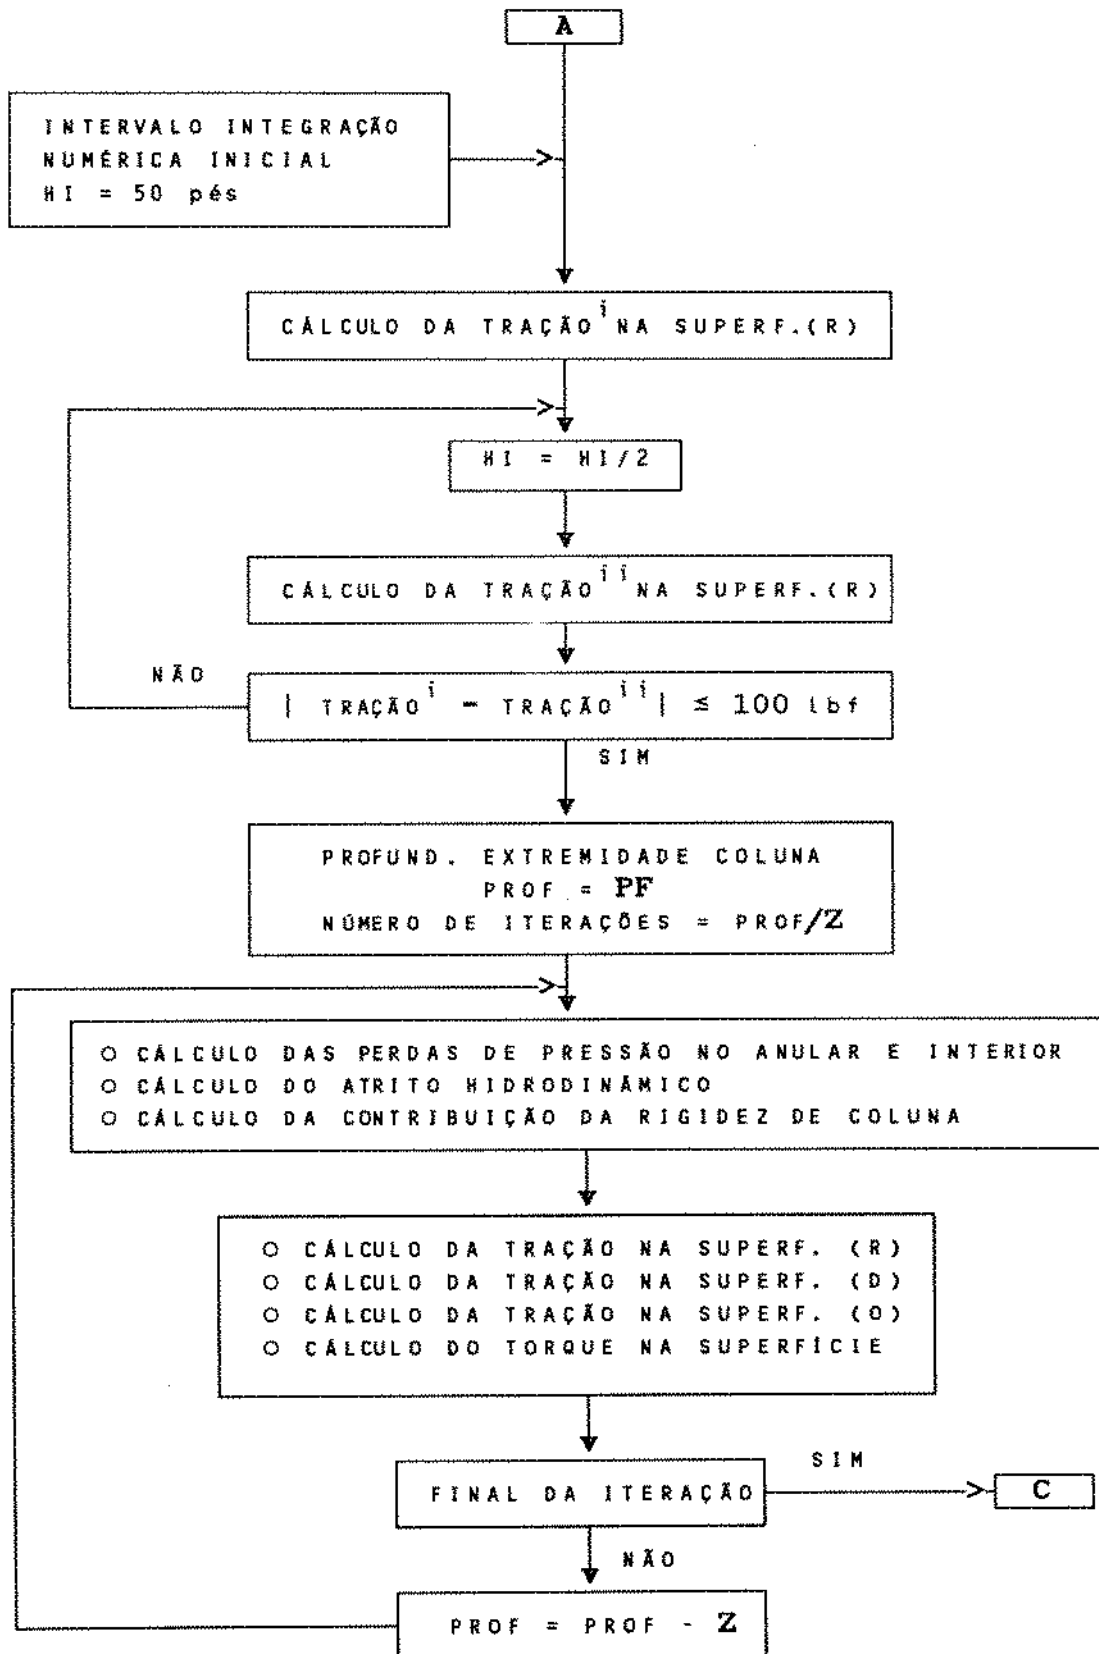 A
INTERVALO INTEGRAÇÃO
NUMÉRICA INICIAL
HI = 50 pés
CÁLCULO DA TRAÇÃO^i NA SUPERF.(R)
HI = HI/2
CÁLCULO DA TRAÇÃO^ii NA SUPERF.(R)
NÃO
| TRAÇÃO^i - TRAÇÃO^ii | ≤ 100 lbf
SIM
PROFUND. EXTREMIDADE COLUNA
PROF = PF
NÚMERO DE ITERAÇÕES = PROF/Z
O CÁLCULO DAS PERDAS DE PRESSÃO NO ANULAR E INTERIOR
O CÁLCULO DO ATRITO HIDRODINÂMICO
O CÁLCULO DA CONTRIBUIÇÃO DA RIGIDEZ DE COLUNA
O CÁLCULO DA TRAÇÃO NA SUPERF. (R)
O CÁLCULO DA TRAÇÃO NA SUPERF. (D)
O CÁLCULO DA TRAÇÃO NA SUPERF. (O)
O CÁLCULO DO TORQUE NA SUPERFÍCIE
SIM
FINAL DA ITERAÇÃO
C
NÃO
PROF = PROF - Z